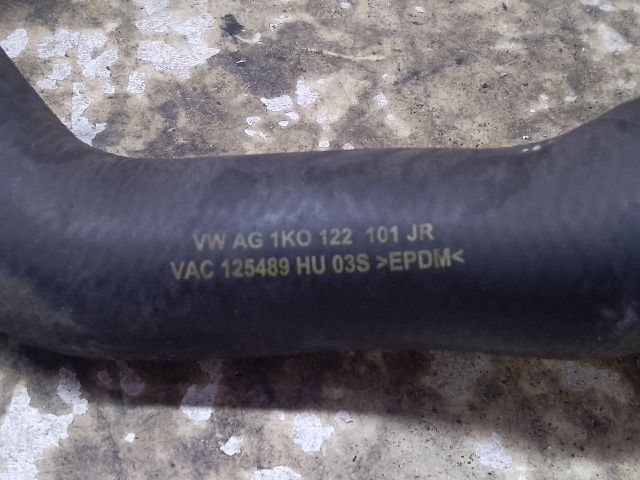 VW AG 1KO 122 101 JR
VAC 125489 HU 03S >EPDM<